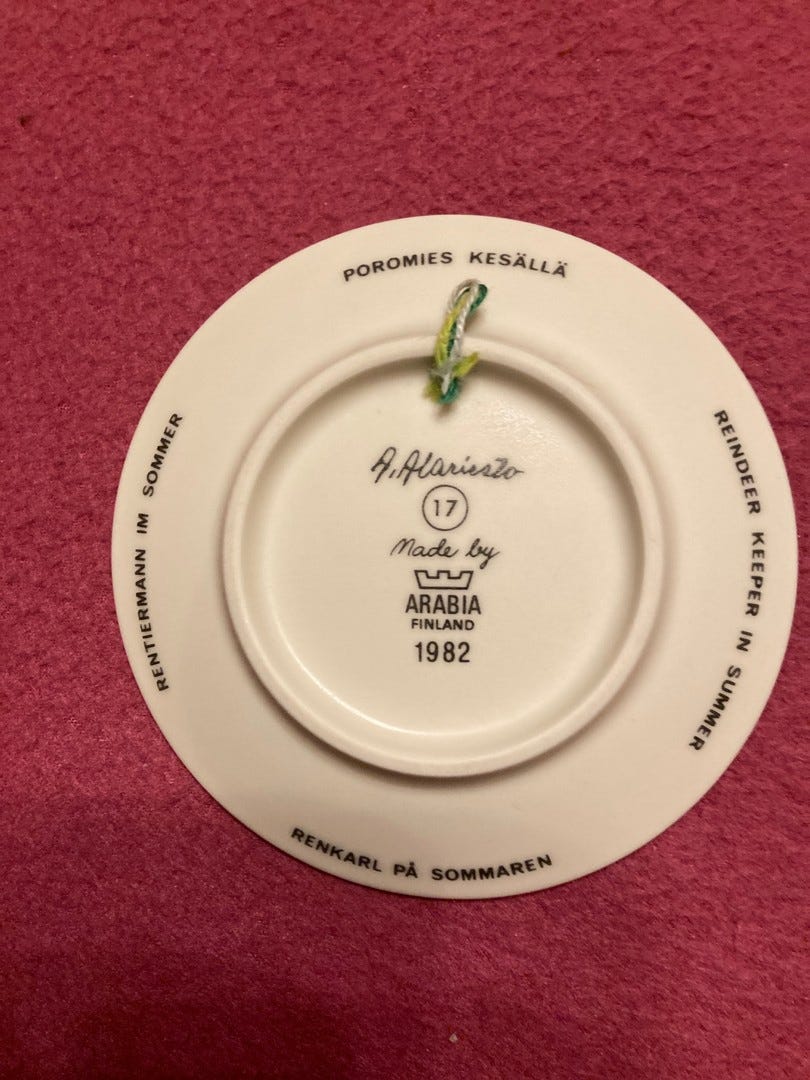 POROMIES KESÄLLÄ
REINDEER KEEPER IN SUMMER
RENKARL PÅ SOMMAREN
RENTIERMANN IM SOMMER
A. Alariesto
17
Made by
ARABIA
FINLAND
1982